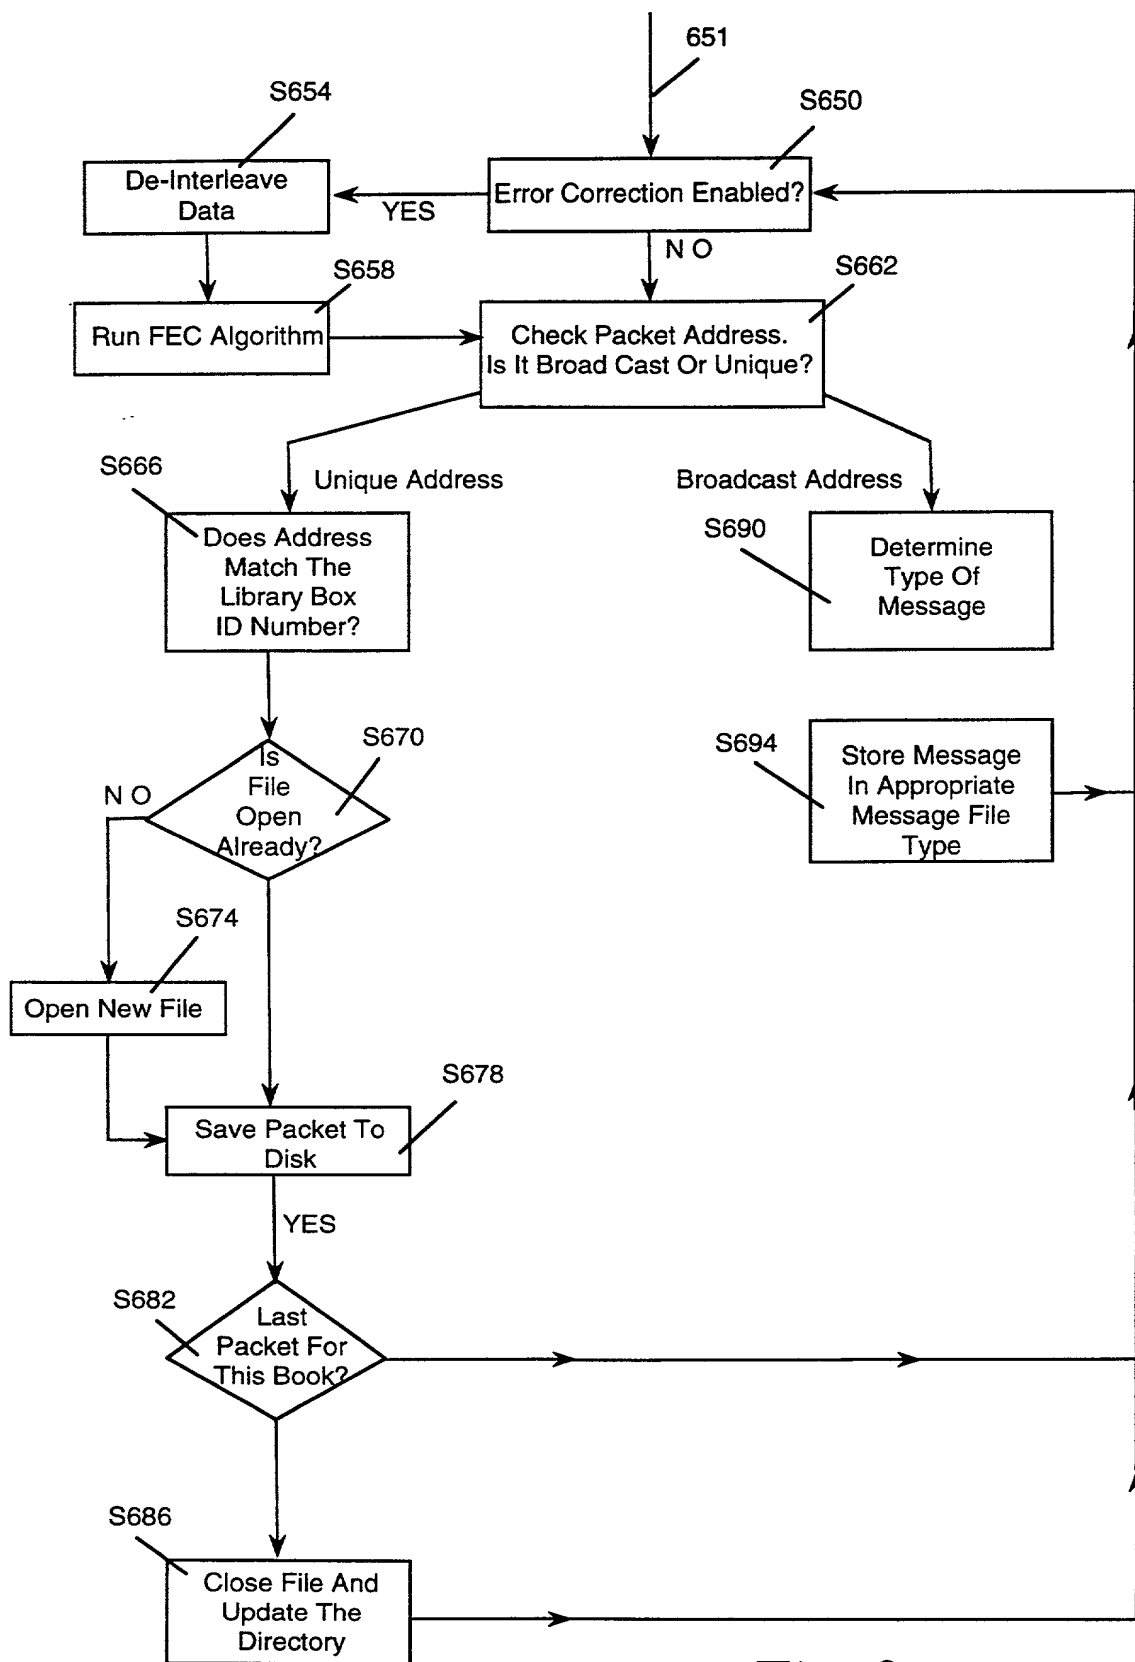 651
S654
S650
De-Interleave
Data
YES
Error Correction Enabled?
N O
S658
S662
Run FEC Algorithm
Check Packet Address.
Is It Broad Cast Or Unique?
S666
Unique Address
Broadcast Address
Does Address
Match The
Library Box
ID Number?
S690
Determine
Type Of
Message
S670
Is
File
Open
Already?
N O
S694
Store Message
In Appropriate
Message File
Type
S674
Open New File
S678
Save Packet To
Disk
YES
S682
Last
Packet For
This Book?
S686
Close File And
Update The
Directory